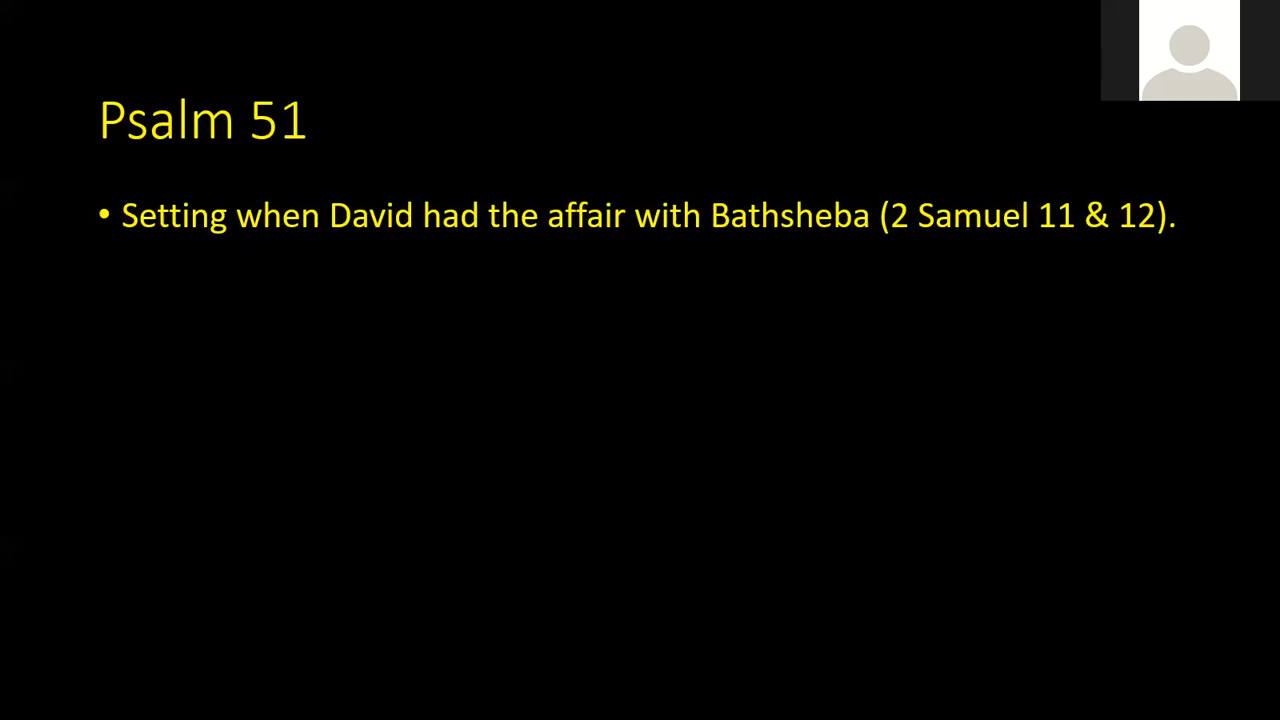 Psalm 51
• Setting when David had the affair with Bathsheba (2 Samuel 11 & 12).